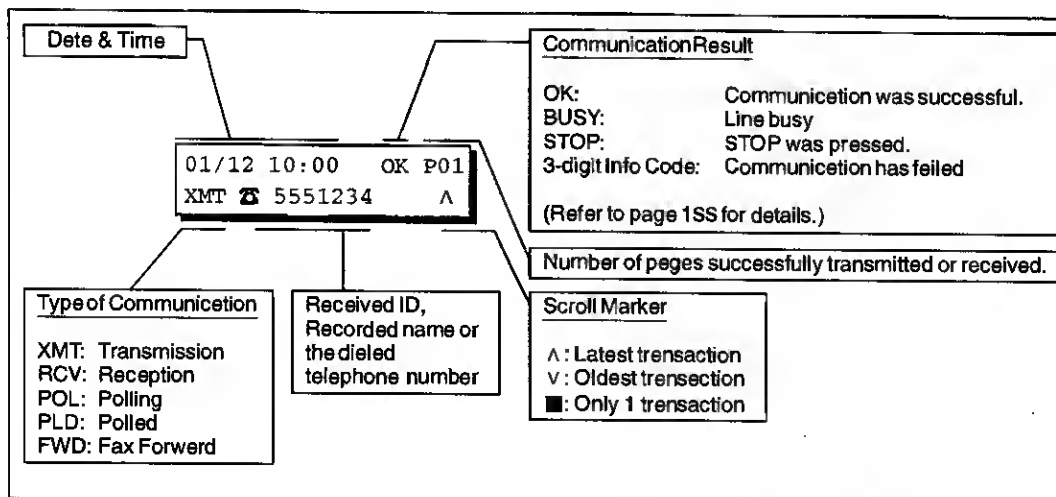 Dete & Time
CommunicationResult
OK: Communicetion was successful.
BUSY: Line busy
STOP: STOP was pressed.
3-digit Info Code: Communicetion has feiled
(Refer to page 1SS for details.)
01/12 10:00 OK P01
XMT ☎ 5551234 ∧
Number of peges successfully transmitted or received.
Type of Communicetion
XMT: Transmission
RCV: Reception
POL: Polling
PLD: Polled
FWD: Fax Forwerd
Received ID,
Recorded name or
the dieled
telephone number
Scroll Marker
∧: Latest trensaction
∨: Oldest trensection
■: Only 1 trensaction